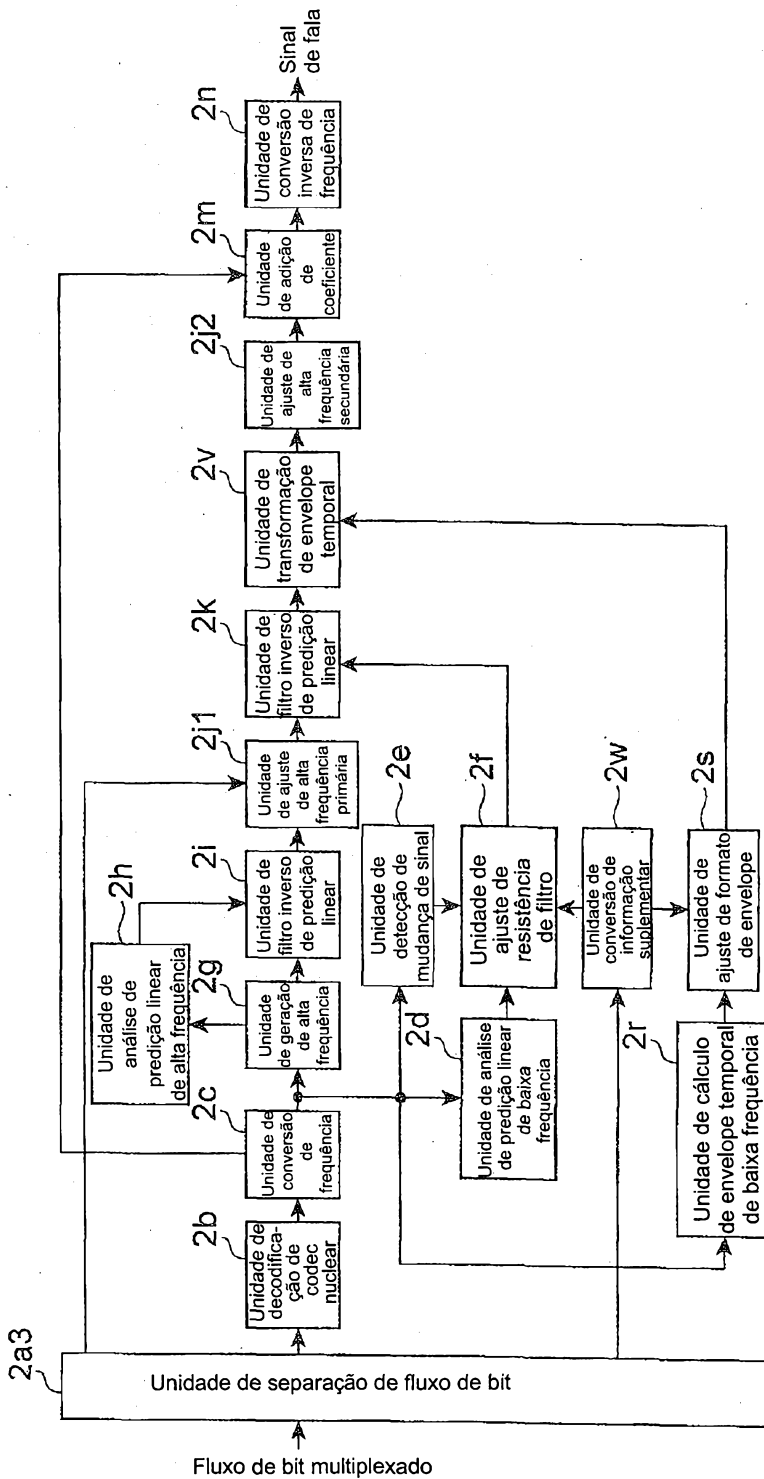 Fluxo de bit multiplexado
2a3
Unidade de separação de fluxo de bit
2b
Unidade de
decodifica-
ção de
codec
nuclear
2c
Unidade de
conversão
de
frequência
2g
Unidade
de geração
de alta
frequência
2h
Unidade de
análise de
predição linear
de alta frequência
2i
Unidade de
filtro inverso
de predição
linear
2j1
Unidade
de ajuste
de alta
frequência
primária
2k
Unidade de
filtro inverso
de predição
linear
2v
Unidade de
transformação
de envelope
temporal
2j2
Unidade de
ajuste de
alta
frequência
secundária
2m
Unidade
de adição
de
coeficiente
2n
Unidade de
conversão
inversa de
frequência
Sinal
de fala
2d
Unidade de análise
de predição linear
de baixa
frequência
2e
Unidade de
detecção de
mudança de sinal
2f
Unidade de
ajuste de
resistência
de filtro
2w
Unidade de
conversão de
informação
suplementar
2r
Unidade de cálculo
de envelope temporal
de baixa frequência
2s
Unidade de
ajuste de formato
de envelope